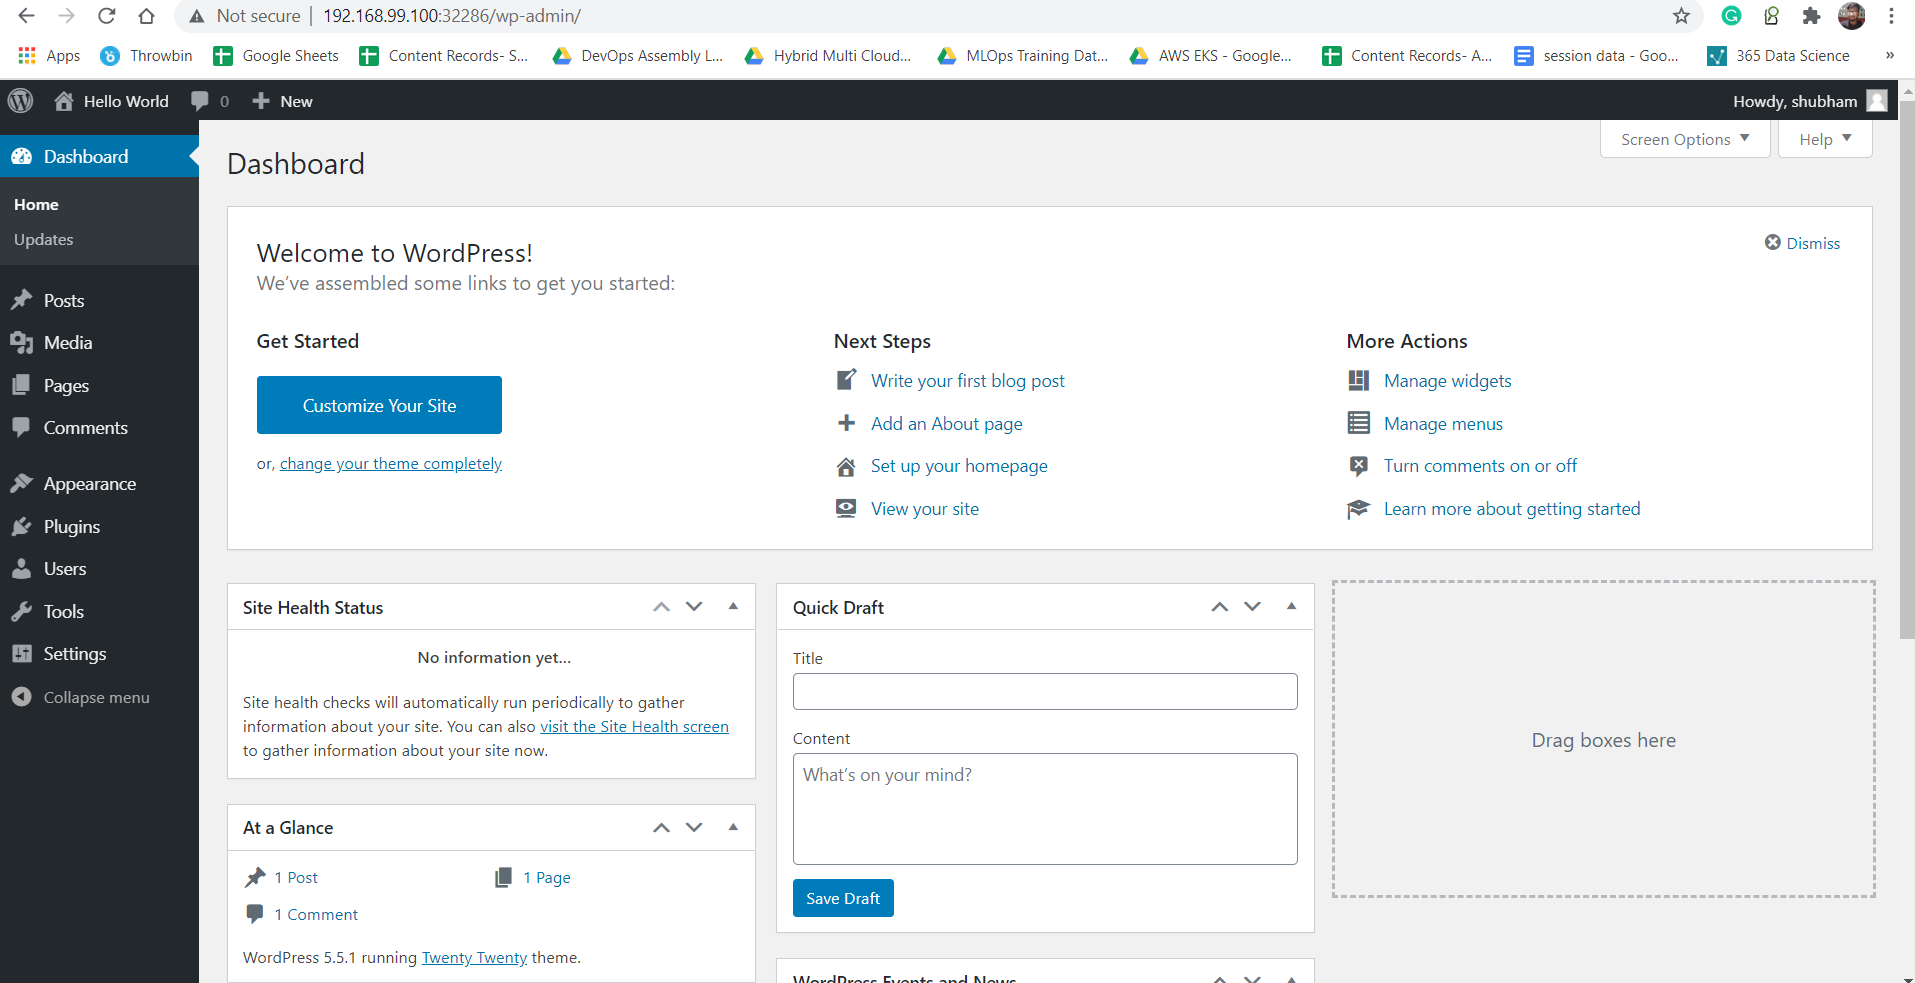 Not secure | 192.168.99.100:32286/wp-admin/
Apps Throwbin Google Sheets Content Records- S... DevOps Assembly L... Hybrid Multi Cloud... MLOps Training Dat... AWS EKS - Google... Content Records- A... session data - Goo... 365 Data Science »
Hello World 0 New Howdy, shubham
Screen Options Help
Dashboard
Home
Updates
Posts
Media
Pages
Comments
Appearance
Plugins
Users
Tools
Settings
Collapse menu
Dashboard
Welcome to WordPress!
Dismiss
We’ve assembled some links to get you started:
Get Started
Customize Your Site
or, change your theme completely
Next Steps
Write your first blog post
Add an About page
Set up your homepage
View your site
More Actions
Manage widgets
Manage menus
Turn comments on or off
Learn more about getting started
Site Health Status
No information yet...
Site health checks will automatically run periodically to gather
information about your site. You can also visit the Site Health screen
to gather information about your site now.
At a Glance
1 Post 1 Page
1 Comment
WordPress 5.5.1 running Twenty Twenty theme.
Quick Draft
Title
Content
What’s on your mind?
Save Draft
WordPress Events and News
Drag boxes here